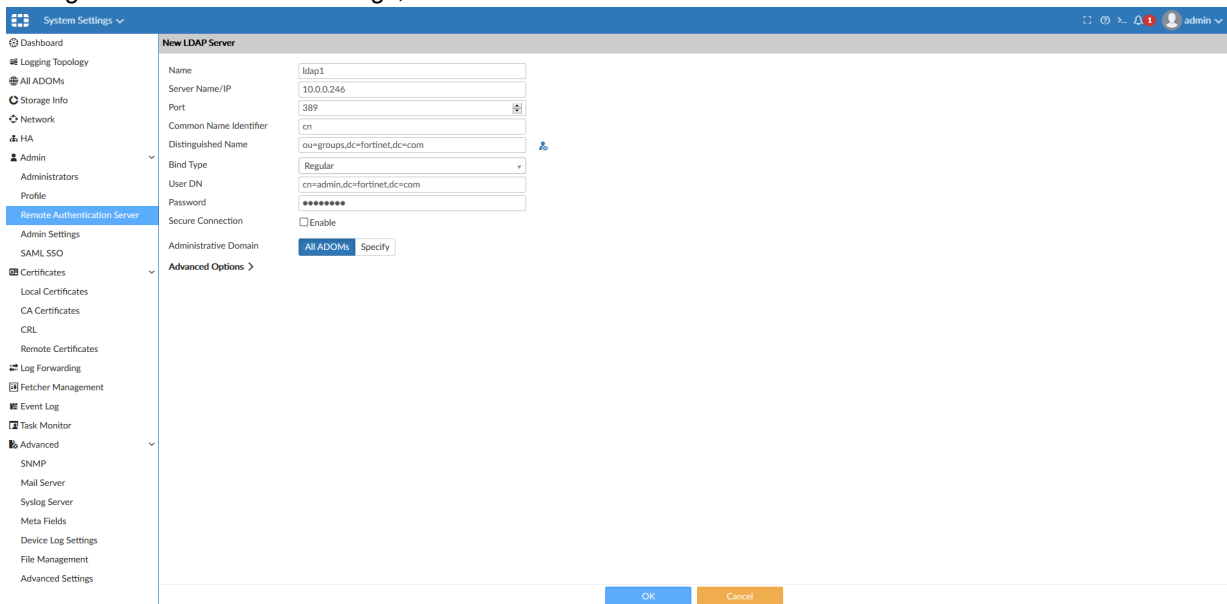 System Settings
1
admin
Dashboard
Logging Topology
All ADOMs
Storage Info
Network
HA
Admin
Administrators
Profile
Remote Authentication Server
Admin Settings
SAML SSO
Certificates
Local Certificates
CA Certificates
CRL
Remote Certificates
Log Forwarding
Fetcher Management
Event Log
Task Monitor
Advanced
SNMP
Mail Server
Syslog Server
Meta Fields
Device Log Settings
File Management
Advanced Settings
New LDAP Server
Name ldap1
Server Name/IP 10.0.0.246
Port 389
Common Name Identifier cn
Distinguished Name ou=groups,dc=fortinet,dc=com
Bind Type Regular
User DN cn=admin,dc=fortinet,dc=com
Password ••••••••
Secure Connection Enable
Administrative Domain All ADOMs Specify
Advanced Options >
OK Cancel